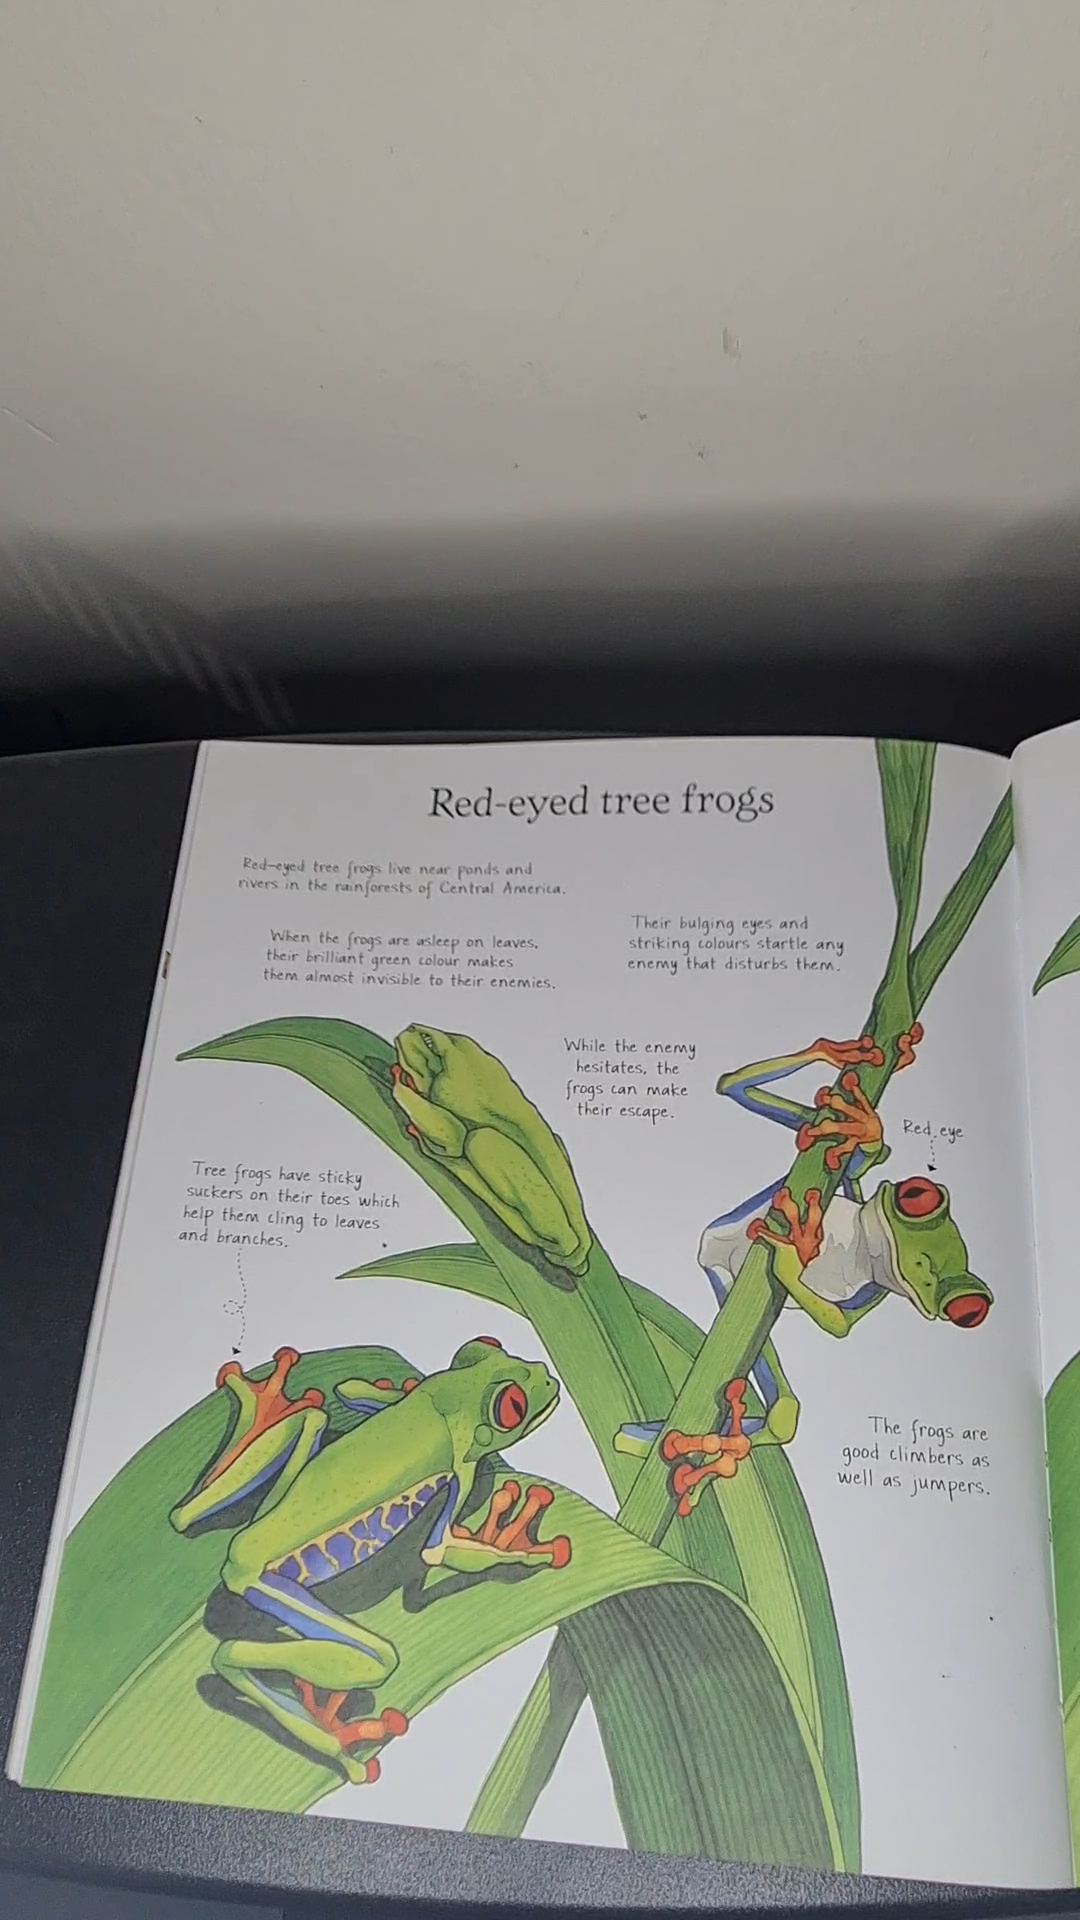 Red-eyed tree frogs
Red-eyed tree frogs live near ponds and
rivers in the rainforests of Central America.
When the frogs are asleep on leaves,
their brilliant green colour makes
them almost invisible to their enemies.
Their bulging eyes and
striking colours startle any
enemy that disturbs them.
While the enemy
hesitates, the
frogs can make
their escape.
Red eye
Tree frogs have sticky
suckers on their toes which
help them cling to leaves
and branches.
The frogs are
good climbers as
well as jumpers.